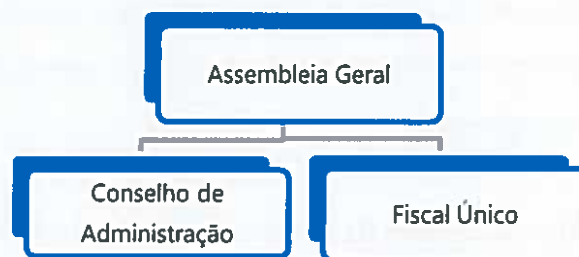 Assembleia Geral
Conselho de
Administração
Fiscal Único